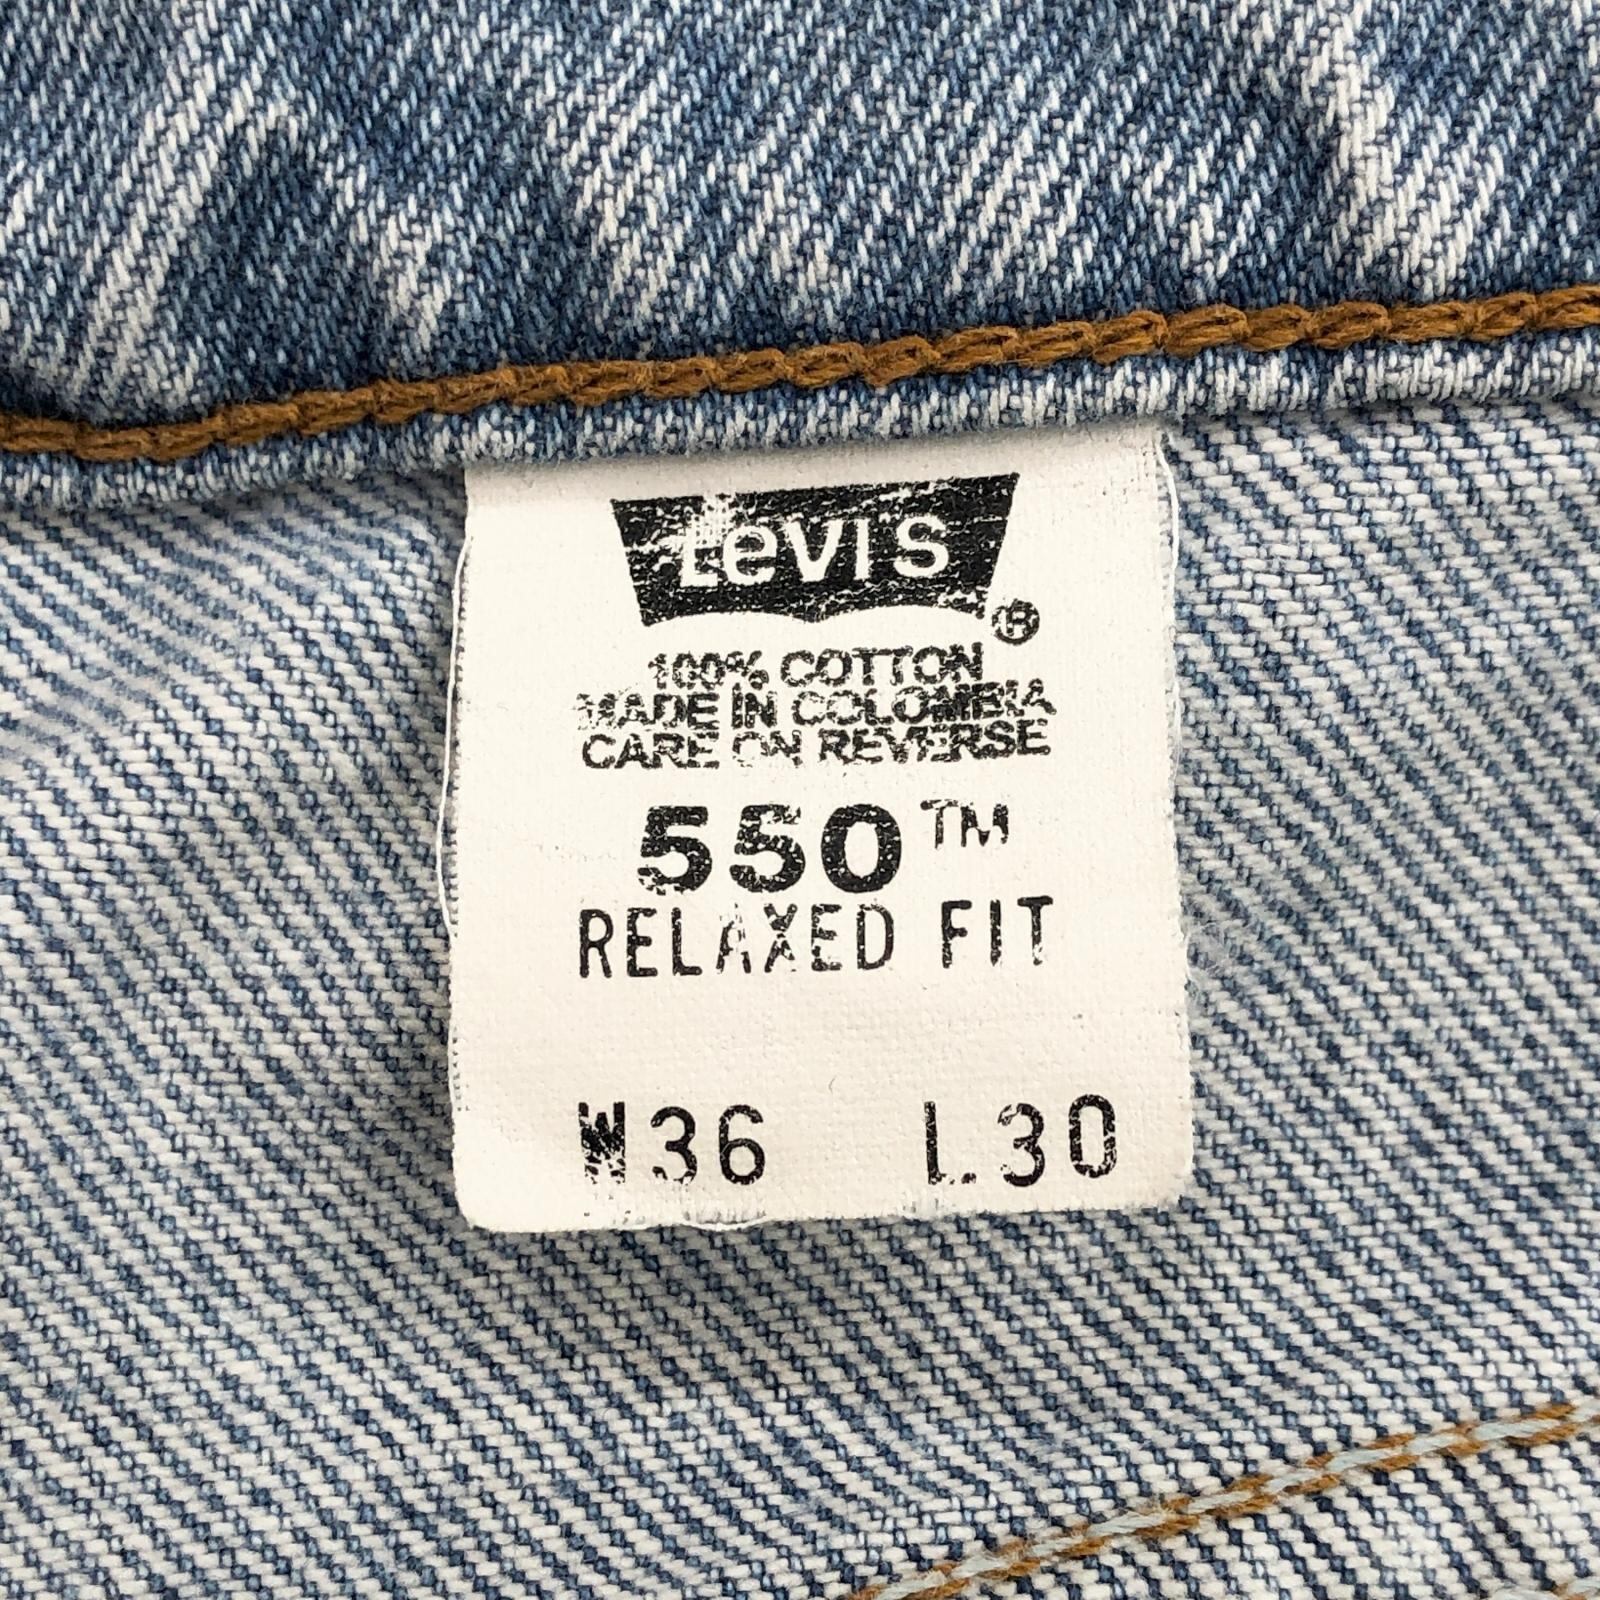 Levi's
®
100% COTTON
MADE IN COLOMBIA
CARE ON REVERSE
550™
RELAXED FIT
W36 L30